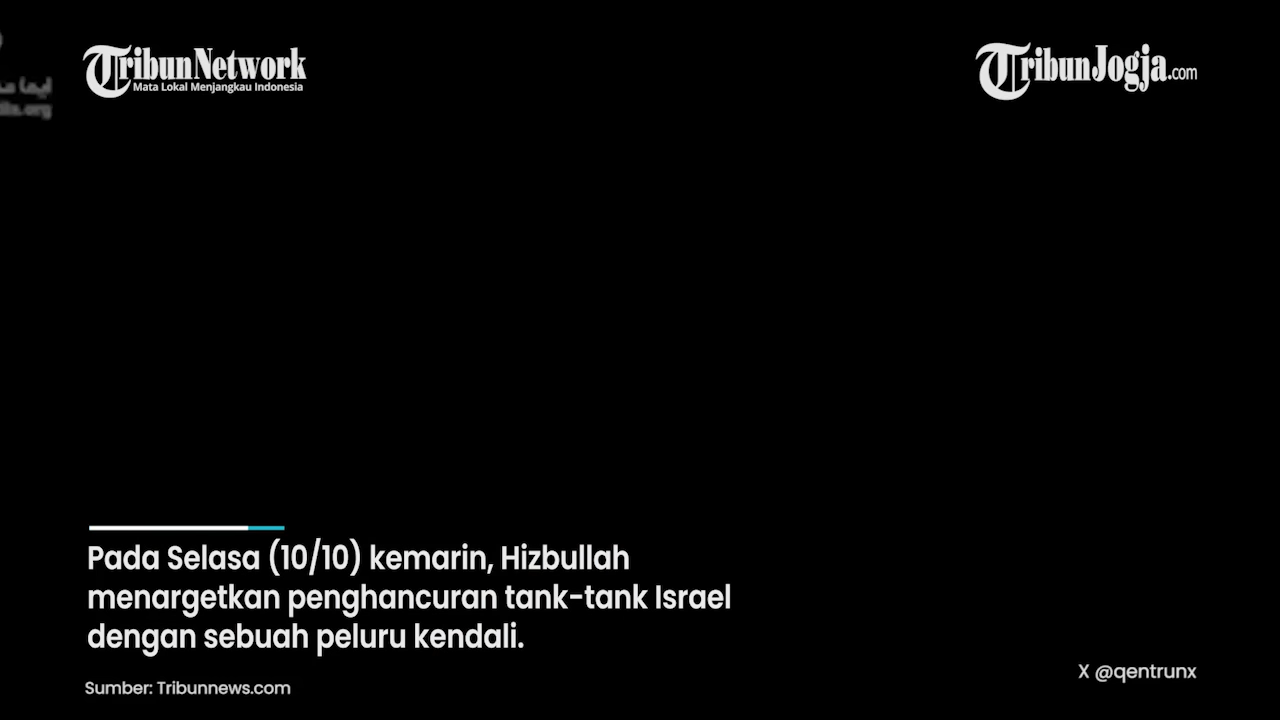 TribunNetwork
Mata Lokal Menjangkau Indonesia
TribunJogja.com
Pada Selasa (10/10) kemarin, Hizbullah
menargetkan penghancuran tank-tank Israel
dengan sebuah peluru kendali.
Sumber: Tribunnews.com
X @qentrunx